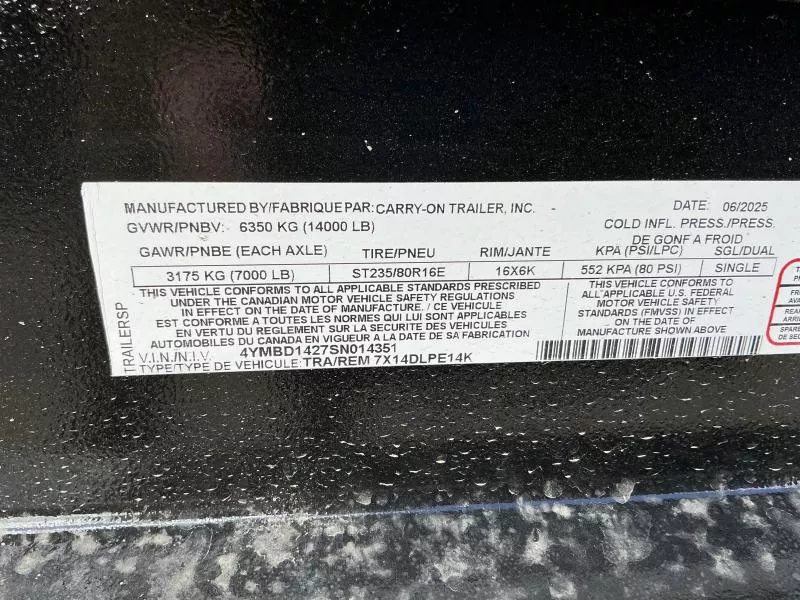 MANUFACTURED BY/FABRIQUE PAR: CARRY-ON TRAILER, INC. DATE: 06/2025
GVWR/PNBV: 6350 KG (14000 LB) COLD INFL. PRESS./PRESS.
DE GONF A FROID
GAWR/PNBE (EACH AXLE) TIRE/PNEU RIM/JANTE KPA (PSI/LPC) SGL/DUAL
3175 KG (7000 LB) ST235/80R16E 16X6K 552 KPA (80 PSI) SINGLE
THIS VEHICLE CONFORMS TO ALL APPLICABLE STANDARDS PRESCRIBED
UNDER THE CANADIAN MOTOR VEHICLE SAFETY REGULATIONS
IN EFFECT ON THE DATE OF MANUFACTURE. / CE VEHICULE
EST CONFORME A TOUTES LES NORMES QUI LUI SONT APPLICABLES
EN VERTU DU REGLEMENT SUR LA SECURITE DES VEHICULES
AUTOMOBILES DU CANADA EN VIGUEUR A LA DATE DE SA FABRICATION
THIS VEHICLE CONFORMS TO
ALL APPLICABLE U.S. FEDERAL
MOTOR VEHICLE SAFETY
STANDARDS (FMVSS) IN EFFECT
ON THE DATE OF
MANUFACTURE SHOWN ABOVE
V.I.N./N.I.V. 4YMBD1427SN014351
TYPE/TYPE DE VEHICULE: TRA/REM 7X14DLPE14K
TRAILERSP